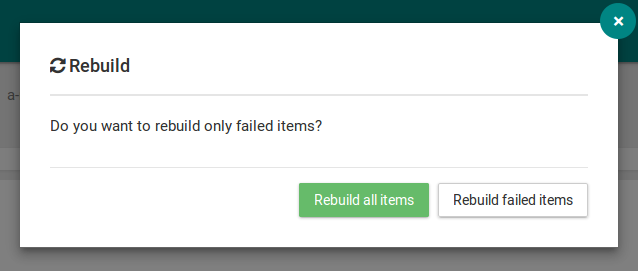 Rebuild
a-
Do you want to rebuild only failed items?
Rebuild all items
Rebuild failed items